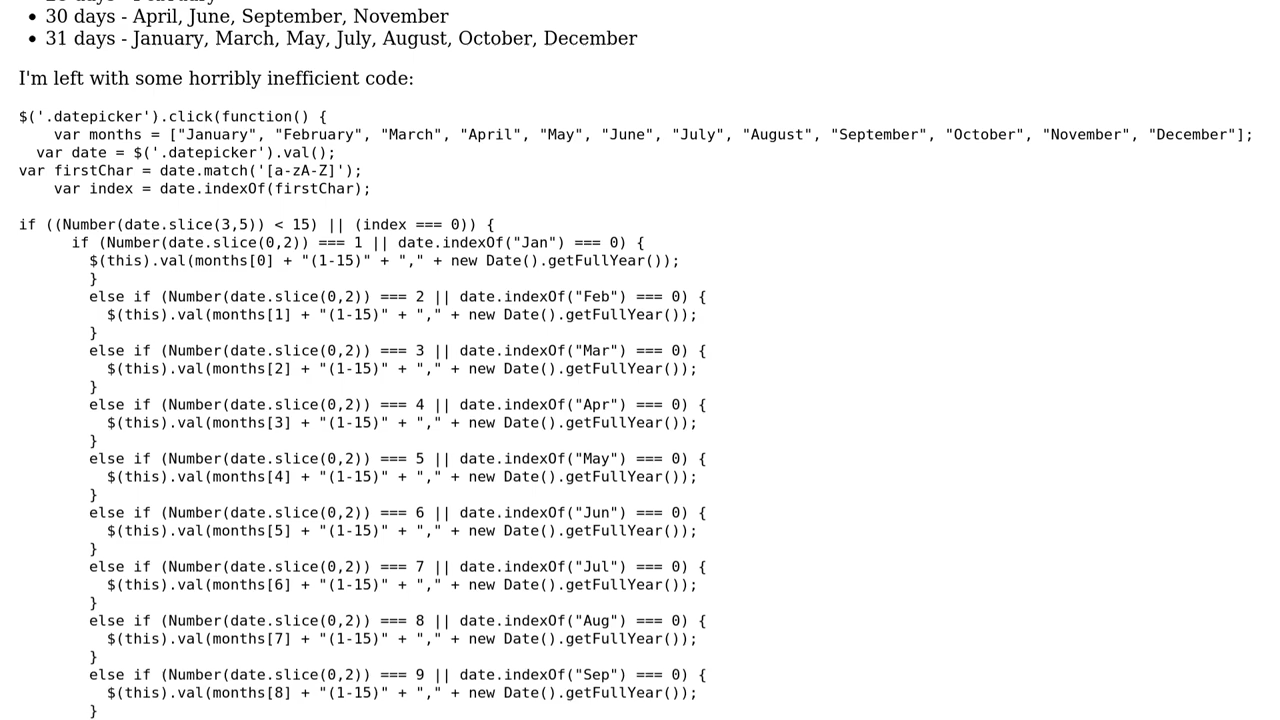 30 days - April, June, September, November
31 days - January, March, May, July, August, October, December
I'm left with some horribly inefficient code:
$('.datepicker').click(function() {
    var months = ["January", "February", "March", "April", "May", "June", "July", "August", "September", "October", "November", "December"];
  var date = $('.datepicker').val();
var firstChar = date.match('[a-zA-Z]');
    var index = date.indexOf(firstChar);
if ((Number(date.slice(3,5)) < 15) || (index === 0)) {
      if (Number(date.slice(0,2)) === 1 || date.indexOf("Jan") === 0) {
        $(this).val(months[0] + "(1-15)" + "," + new Date().getFullYear());
        }
        else if (Number(date.slice(0,2)) === 2 || date.indexOf("Feb") === 0) {
          $(this).val(months[1] + "(1-15)" + "," + new Date().getFullYear());
        }
        else if (Number(date.slice(0,2)) === 3 || date.indexOf("Mar") === 0) {
          $(this).val(months[2] + "(1-15)" + "," + new Date().getFullYear());
        }
        else if (Number(date.slice(0,2)) === 4 || date.indexOf("Apr") === 0) {
          $(this).val(months[3] + "(1-15)" + "," + new Date().getFullYear());
        }
        else if (Number(date.slice(0,2)) === 5 || date.indexOf("May") === 0) {
          $(this).val(months[4] + "(1-15)" + "," + new Date().getFullYear());
        }
        else if (Number(date.slice(0,2)) === 6 || date.indexOf("Jun") === 0) {
          $(this).val(months[5] + "(1-15)" + "," + new Date().getFullYear());
        }
        else if (Number(date.slice(0,2)) === 7 || date.indexOf("Jul") === 0) {
          $(this).val(months[6] + "(1-15)" + "," + new Date().getFullYear());
        }
        else if (Number(date.slice(0,2)) === 8 || date.indexOf("Aug") === 0) {
          $(this).val(months[7] + "(1-15)" + "," + new Date().getFullYear());
        }
        else if (Number(date.slice(0,2)) === 9 || date.indexOf("Sep") === 0) {
          $(this).val(months[8] + "(1-15)" + "," + new Date().getFullYear());
        }